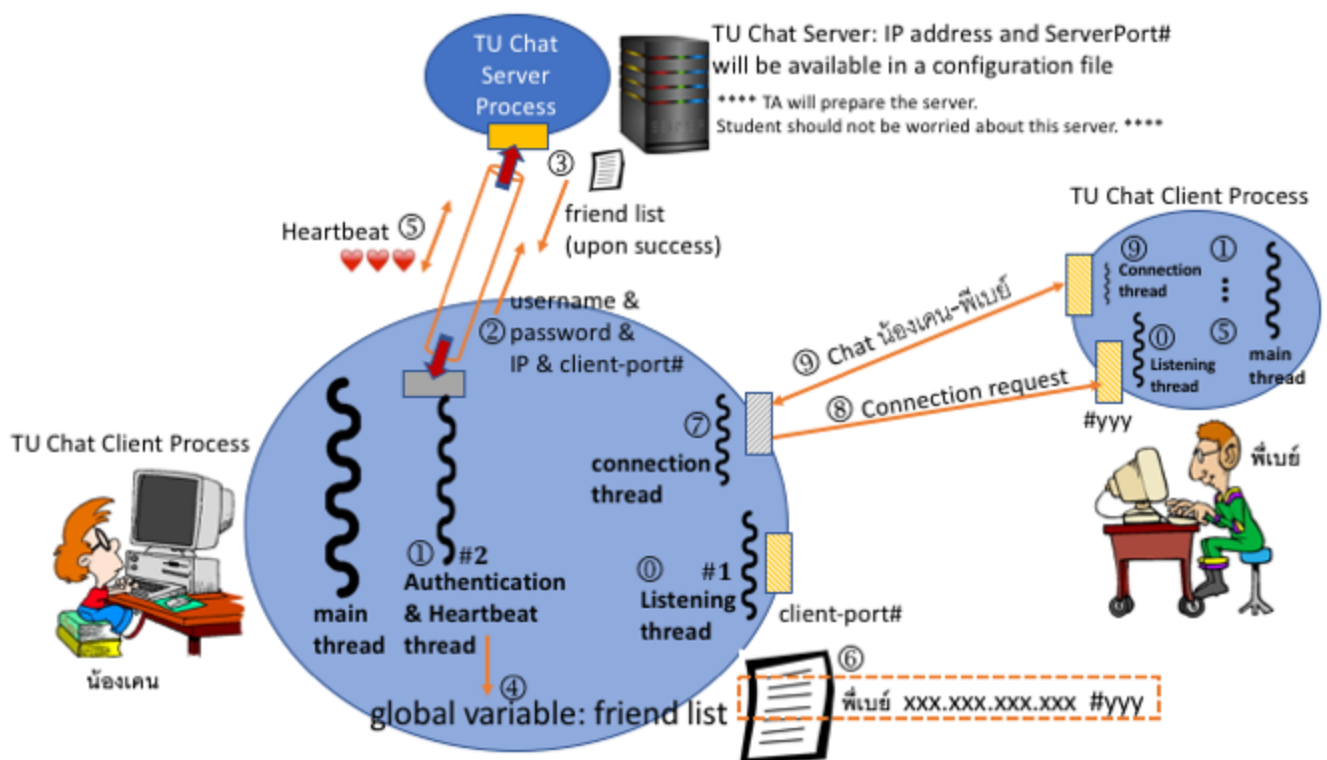 TU Chat
Server
Process
TU Chat Server: IP address and ServerPort#
will be available in a configuration file
**** TA will prepare the server.
Student should not be worried about this server. ****
③
friend list
(upon success)
Heartbeat ⑤
②
username &
password &
IP & client-port#
TU Chat Client Process
⑨
Connection
thread
①
⑤
⓪
Listening
thread
main
thread
#yyy
พี่เบย์
⑨ Chat น้องเคน-พี่เบย์
⑧ Connection request
⑦
connection
thread
TU Chat Client Process
น้องเคน
main
thread
① #2
Authentication
& Heartbeat
thread
⓪ #1
Listening
thread
client-port#
④
global variable: friend list
⑥
พี่เบย์ xxx.xxx.xxx.xxx #yyy